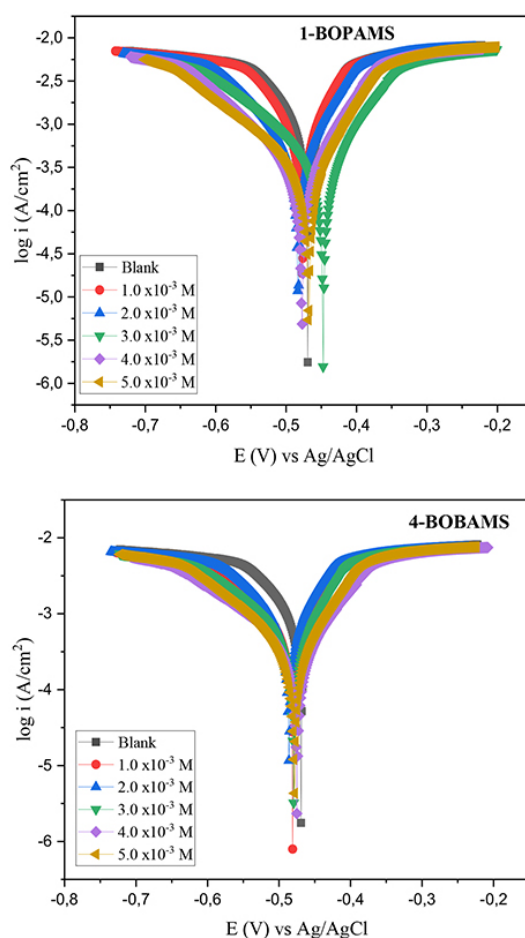 1-BOPAMS
-2,0
-2,5
-3,0
-3,5
-4,0
-4,5
-5,0
-5,5
-6,0
log i (A/cm²)
Blank
1.0 x10⁻³ M
2.0 x10⁻³ M
3.0 x10⁻³ M
4.0 x10⁻³ M
5.0 x10⁻³ M
-0,8 -0,7 -0,6 -0,5 -0,4 -0,3 -0,2
E (V) vs Ag/AgCl
4-BOBAMS
-2
-3
-4
-5
-6
log i (A/cm²)
Blank
1.0 x10⁻³ M
2.0 x10⁻³ M
3.0 x10⁻³ M
4.0 x10⁻³ M
5.0 x10⁻³ M
-0,8 -0,7 -0,6 -0,5 -0,4 -0,3 -0,2
E (V) vs Ag/AgCl